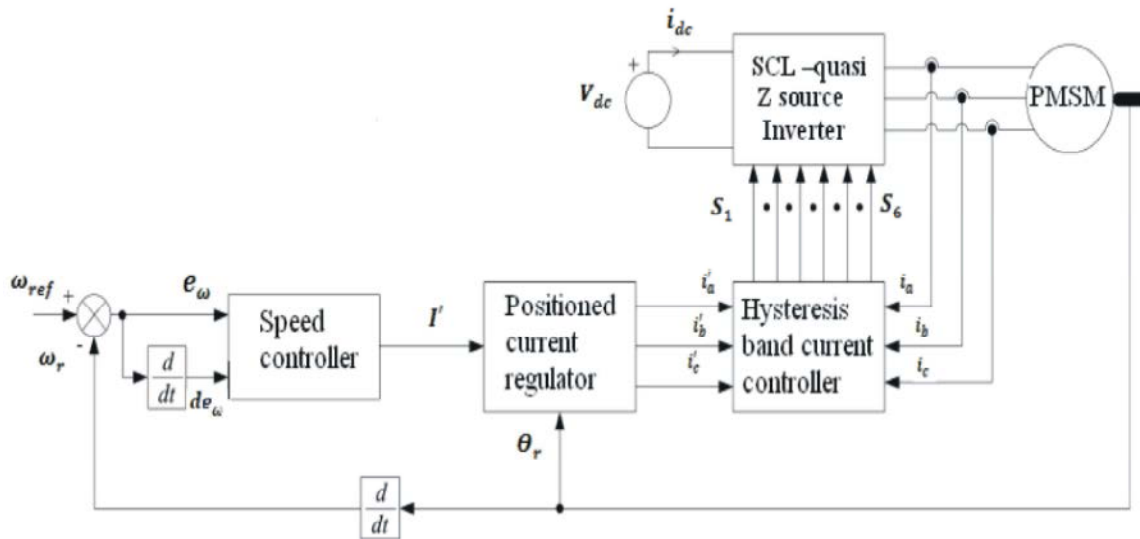 i_dc
V_dc
+
SCL –quasi
Z source
Inverter
PMSM
S_1
S_6
ω_ref
+
e_ω
ω_r
-
d
dt
de_ω
Speed
controller
I'
Positioned
current
regulator
i'_a
i'_b
i'_c
Hysteresis
band current
controller
i_a
i_b
i_c
θ_r
d
dt